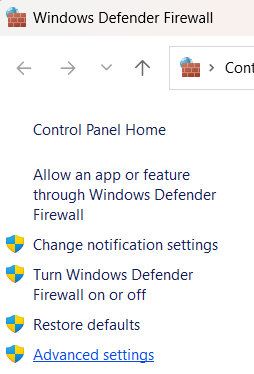 Windows Defender Firewall
Cont
Control Panel Home
Allow an app or feature
through Windows Defender
Firewall
Change notification settings
Turn Windows Defender
Firewall on or off
Restore defaults
Advanced settings